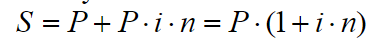 S = P + P · i · n = P · (1 + i · n)